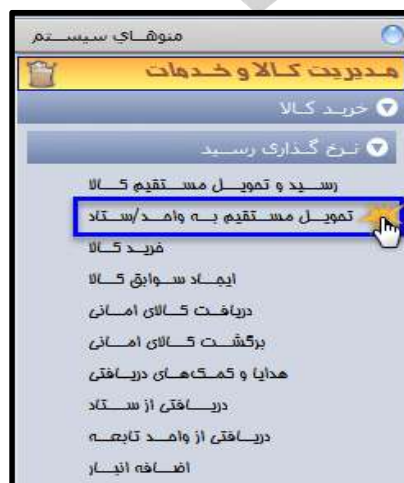 منوهاي سیستم
مدیریت کالا و خدمات
خرید کالا
نرخ گذاری رسید
رسید و تحویل مستقیم کالا
تحویل مستقیم به واحد/ستاد
خرید کالا
ایجاد سوابق کالا
دریافت کالای امانی
برگشت کالای امانی
هدایا و کمک‌های دریافتی
دریافتی از ستاد
دریافتی از واحد تابعه
اضافه انبار